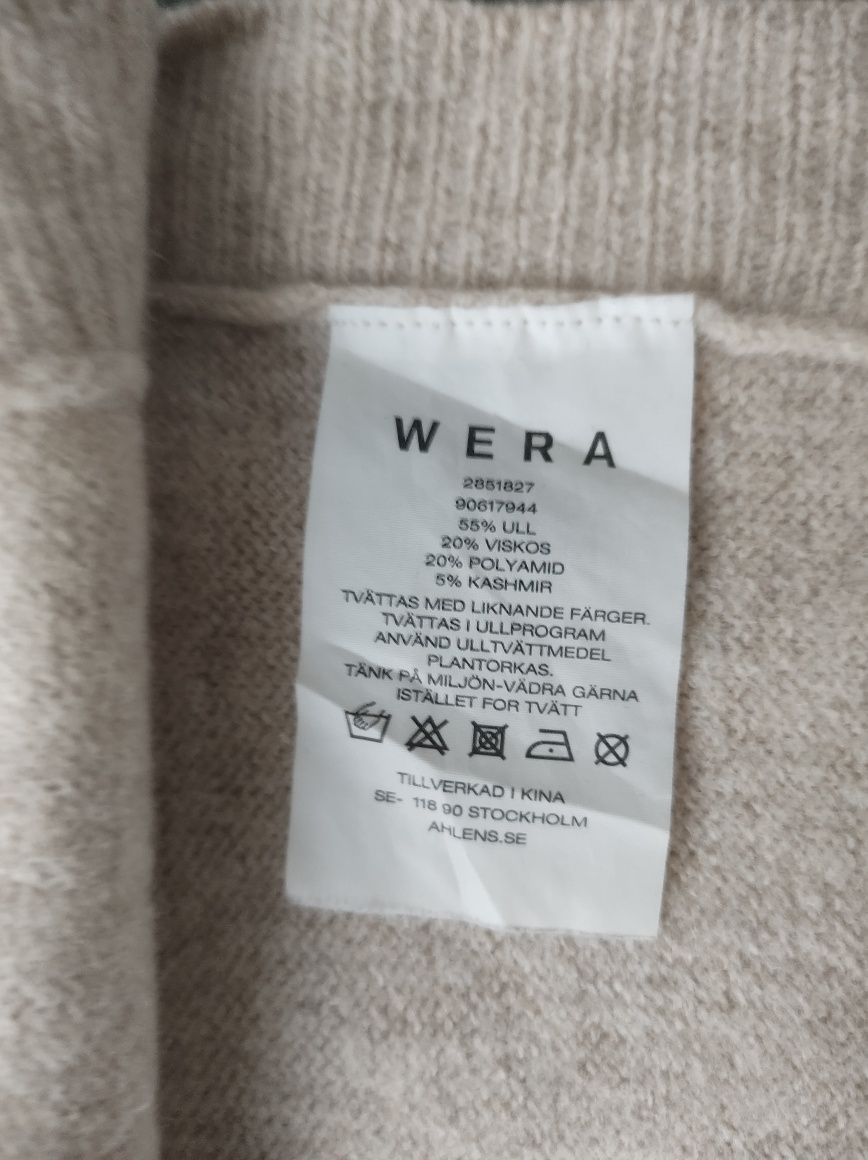 WERA
2851827
90617944
55% ULL
20% VISKOS
20% POLYAMID
5% KASHMIR
TVÄTTAS MED LIKNANDE FÄRGER.
TVÄTTAS I ULLPROGRAM
ANVÄND ULLTVÄTTMEDEL
PLANTORKAS.
TÄNK PÅ MILJÖN-VÄDRA GÄRNA
ISTÄLLET FÖR TVÄTT
TILLVERKAD I KINA
SE- 118 90 STOCKHOLM
AHLENS.SE